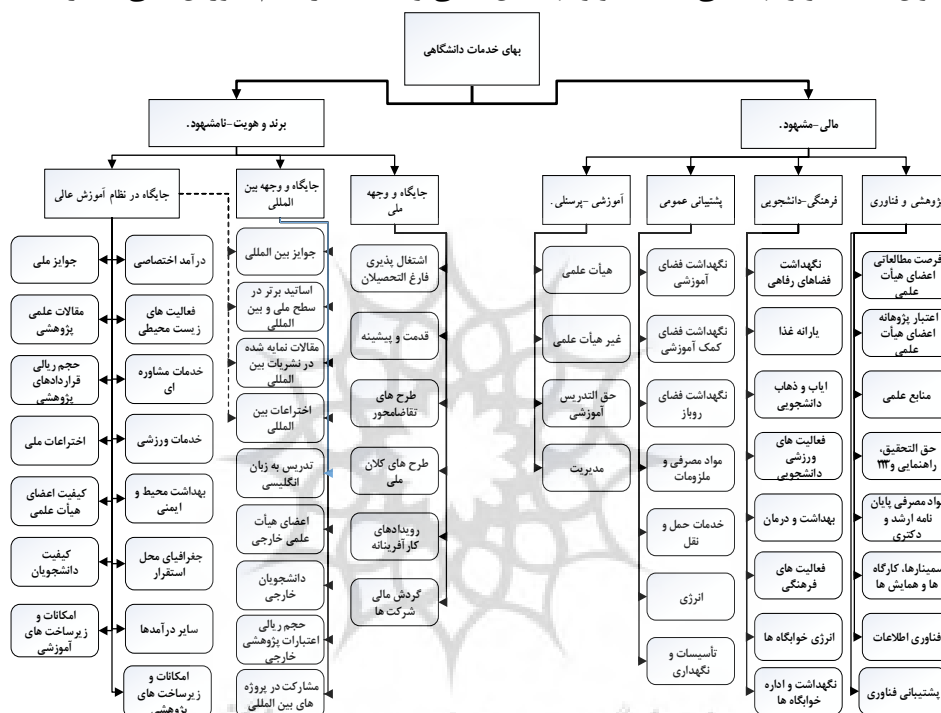 بهای خدمات دانشگاهی
مالی-مشهود.
برند و هویت-نامشهود.
پژوهشی و فناوری
فرهنگی-دانشجویی
پشتیبانی عمومی
آموزشی-پرسنلی.
جایگاه و وجهه
ملی
جایگاه و وجهه بین
المللی
جایگاه در نظام آموزش عالی
فرصت مطالعاتی
اعضای هیأت
علمی
اعتبار پژوهانه
اعضای هیأت
علمی
منابع علمی
حق التحقیق،
راهنمایی و
مواد مصرفی پایان
نامه ارشد و
دکتری
سمینارها، کارگاه
ها و همایش ها
فناوری اطلاعات
پشتیبانی فناوری
نگهداشت
فضاهای رفاهی
یارانه غذا
ایاب و ذهاب
دانشجویی
فعالیت های
ورزشی
دانشجویی
بهداشت و درمان
فعالیت های
فرهنگی
انرژی خوابگاه ها
نگهداشت و اداره
خوابگاه ها
نگهداشت فضای
آموزشی
نگهداشت فضای
کمک آموزشی
نگهداشت فضای
روباز
مواد مصرفی و
ملزومات
خدمات حمل و
نقل
انرژی
تأسیسات و
نگهداری
هیأت علمی
غیر هیأت علمی
حق التدریس
آموزشی
مدیریت
اشتغال پذیری
فارغ التحصیلان
قدمت و پیشینه
طرح های
تقاضامحور
طرح های کلان
ملی
رویدادهای
کارآفرینانه
گردش مالی
شرکت ها
جوایز بین المللی
اساتید برتر در
سطح ملی و بین
المللی
مقالات نمایه شده
در نشریات بین
المللی
اختراعات بین
المللی
تدریس به زبان
انگلیسی
اعضای هیأت
علمی خارجی
دانشجویان
خارجی
حجم ریالی
اعتبارات پژوهشی
خارجی
مشارکت در پروژه
های بین المللی
درآمد اختصاصی
فعالیت های
زیست محیطی
خدمات مشاوره
ای
خدمات ورزشی
بهداشت محیط و
ایمنی
جغرافیای محل
استقرار
سایر درآمدها
امکانات و
زیرساخت های
پژوهشی
جوایز ملی
مقالات علمی
پژوهشی
حجم ریالی
قراردادهای
پژوهشی
اختراعات ملی
کیفیت اعضای
هیأت علمی
کیفیت
دانشجویان
امکانات و
زیرساخت های
آموزشی